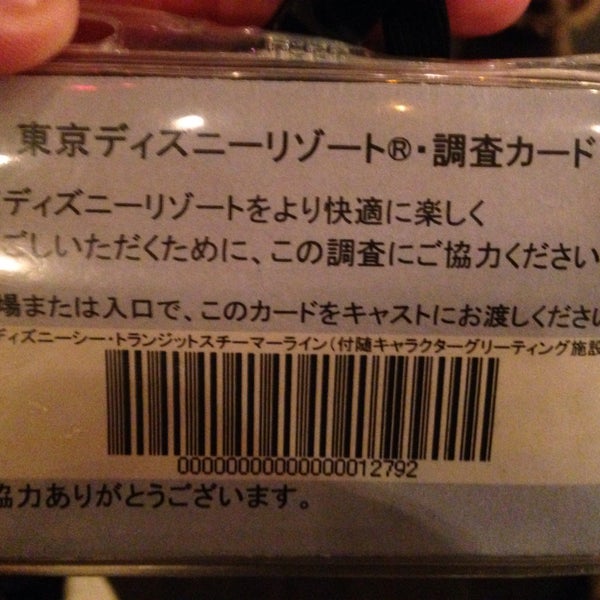 東京ディズニーリゾート®・調査カード
ディズニーリゾートをより快適に楽しく
ごしいただくために、この調査にご協力ください
場または入口で、このカードをキャストにお渡しください
ディズニーシー・トランジットスチーマーライン(付随キャラクターグリーティング施設
00000000000000012792
協力ありがとうございます。